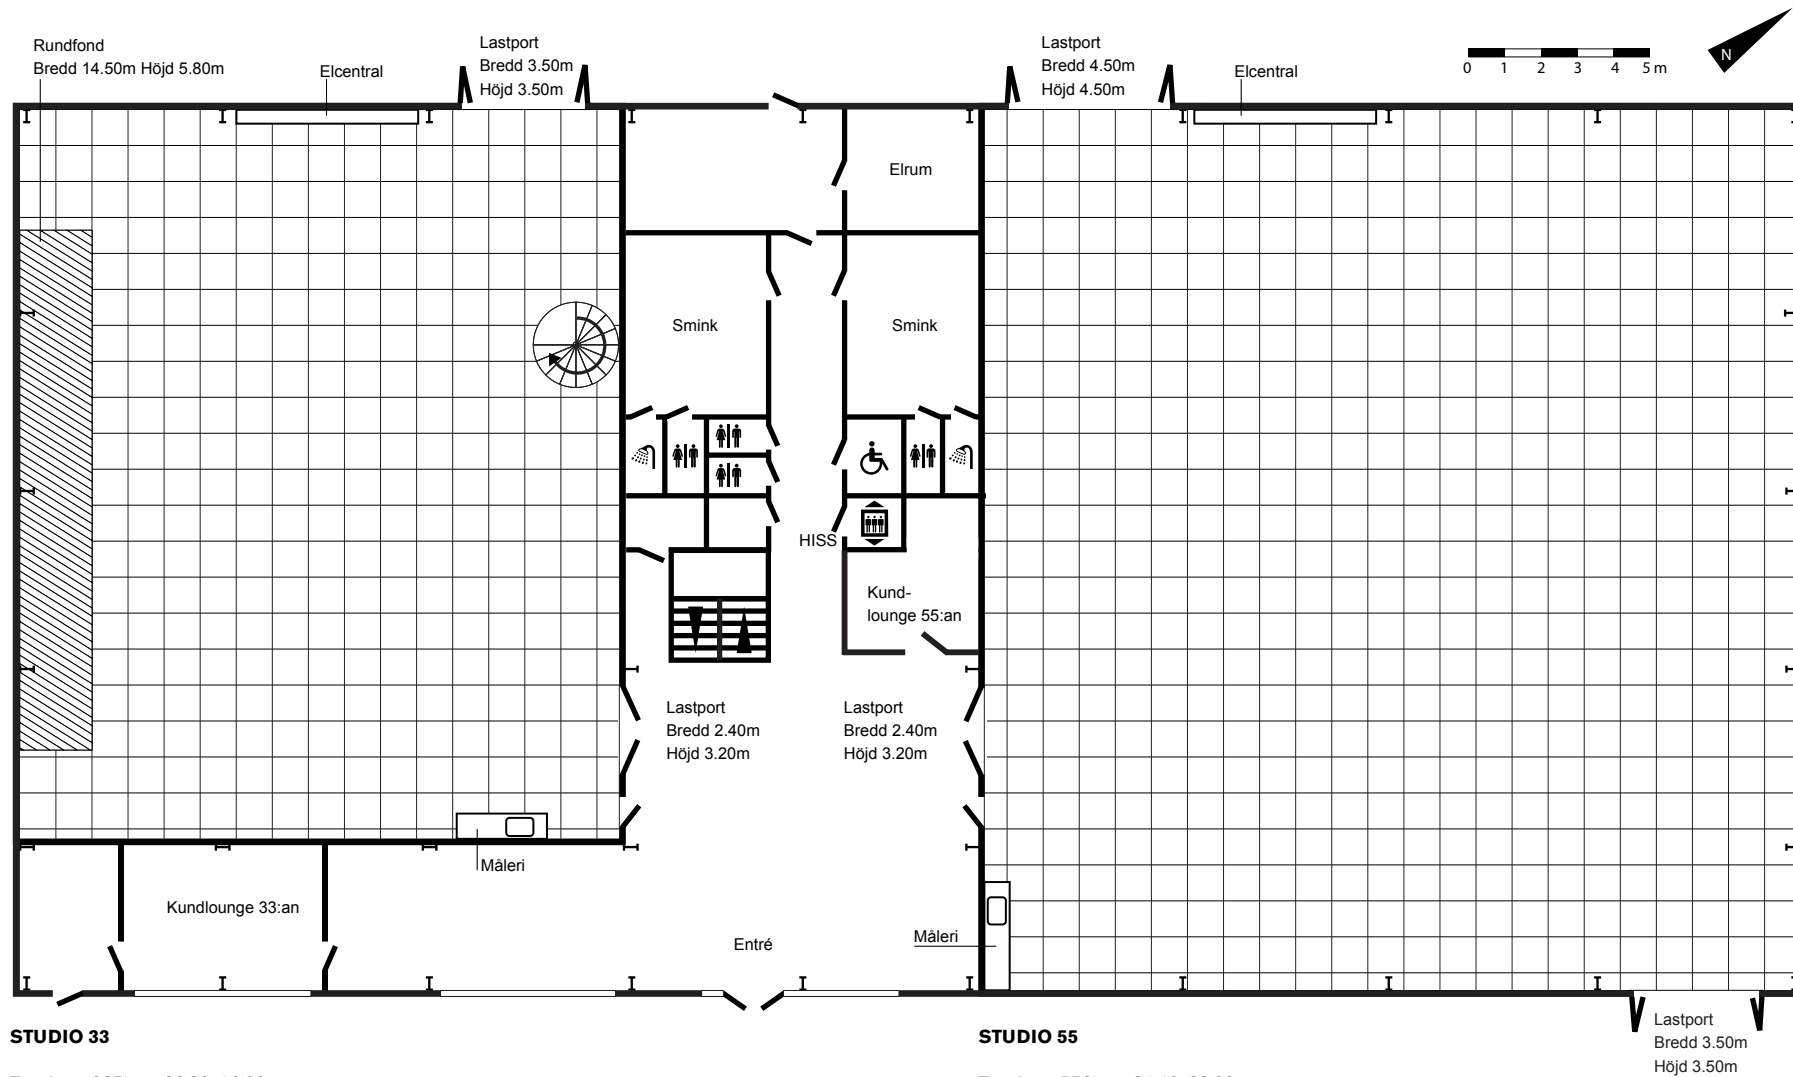 Rundfond
Bredd 14.50m Höjd 5.80m
Elcentral
Lastport
Bredd 3.50m
Höjd 3.50m
Lastport
Bredd 4.50m
Höjd 4.50m
Elcentral
0 1 2 3 4 5 m
N
Elrum
Smink
Smink
HISS
Kund-
lounge 55:an
Lastport
Bredd 2.40m
Höjd 3.20m
Lastport
Bredd 2.40m
Höjd 3.20m
Måleri
Kundlounge 33:an
Entré
Måleri
STUDIO 33
STUDIO 55
Lastport
Bredd 3.50m
Höjd 3.50m